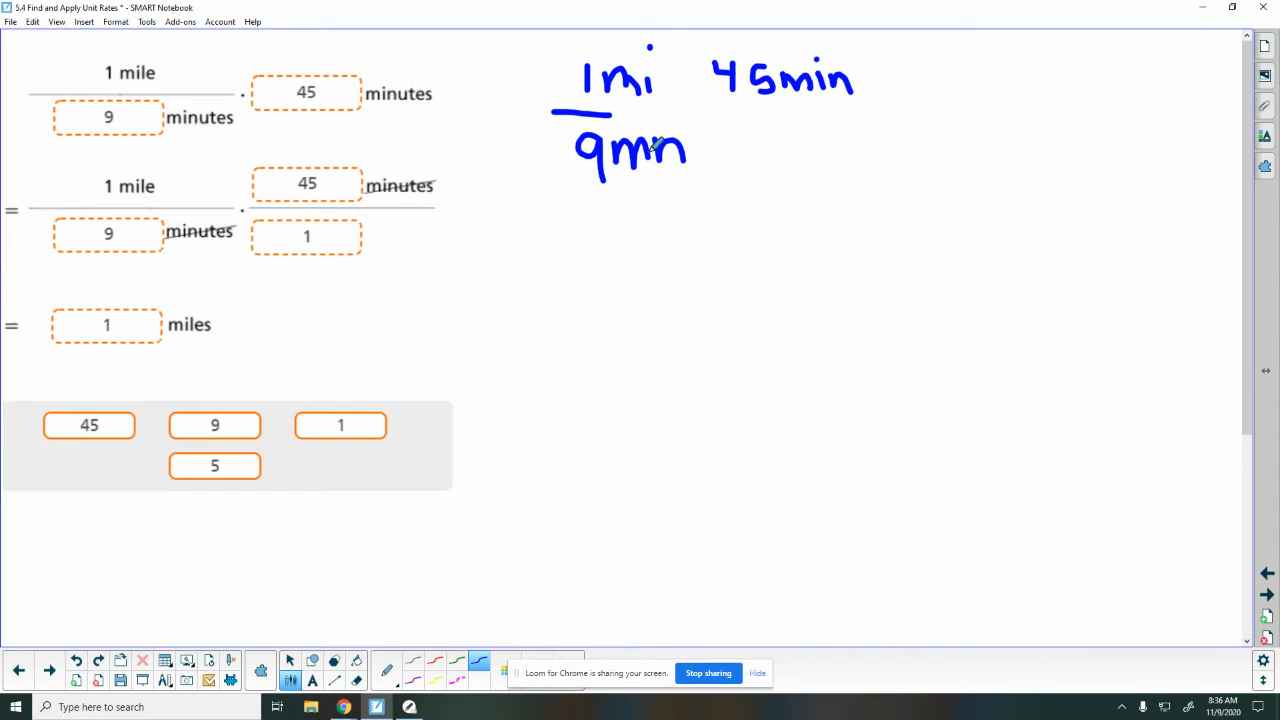 5.4 Find and Apply Unit Rates * - SMART Notebook
File Edit View Insert Format Tools Add-ons Account Help
1 mile
9 minutes
· 45 minutes
1mi 45min
9mn
= 1 mile
9 minutes
· 45 minutes
1
= 1 miles
45 9 1
5
Loom for Chrome is sharing your screen. Stop sharing Hide
Type here to search
8:36 AM
11/9/2020